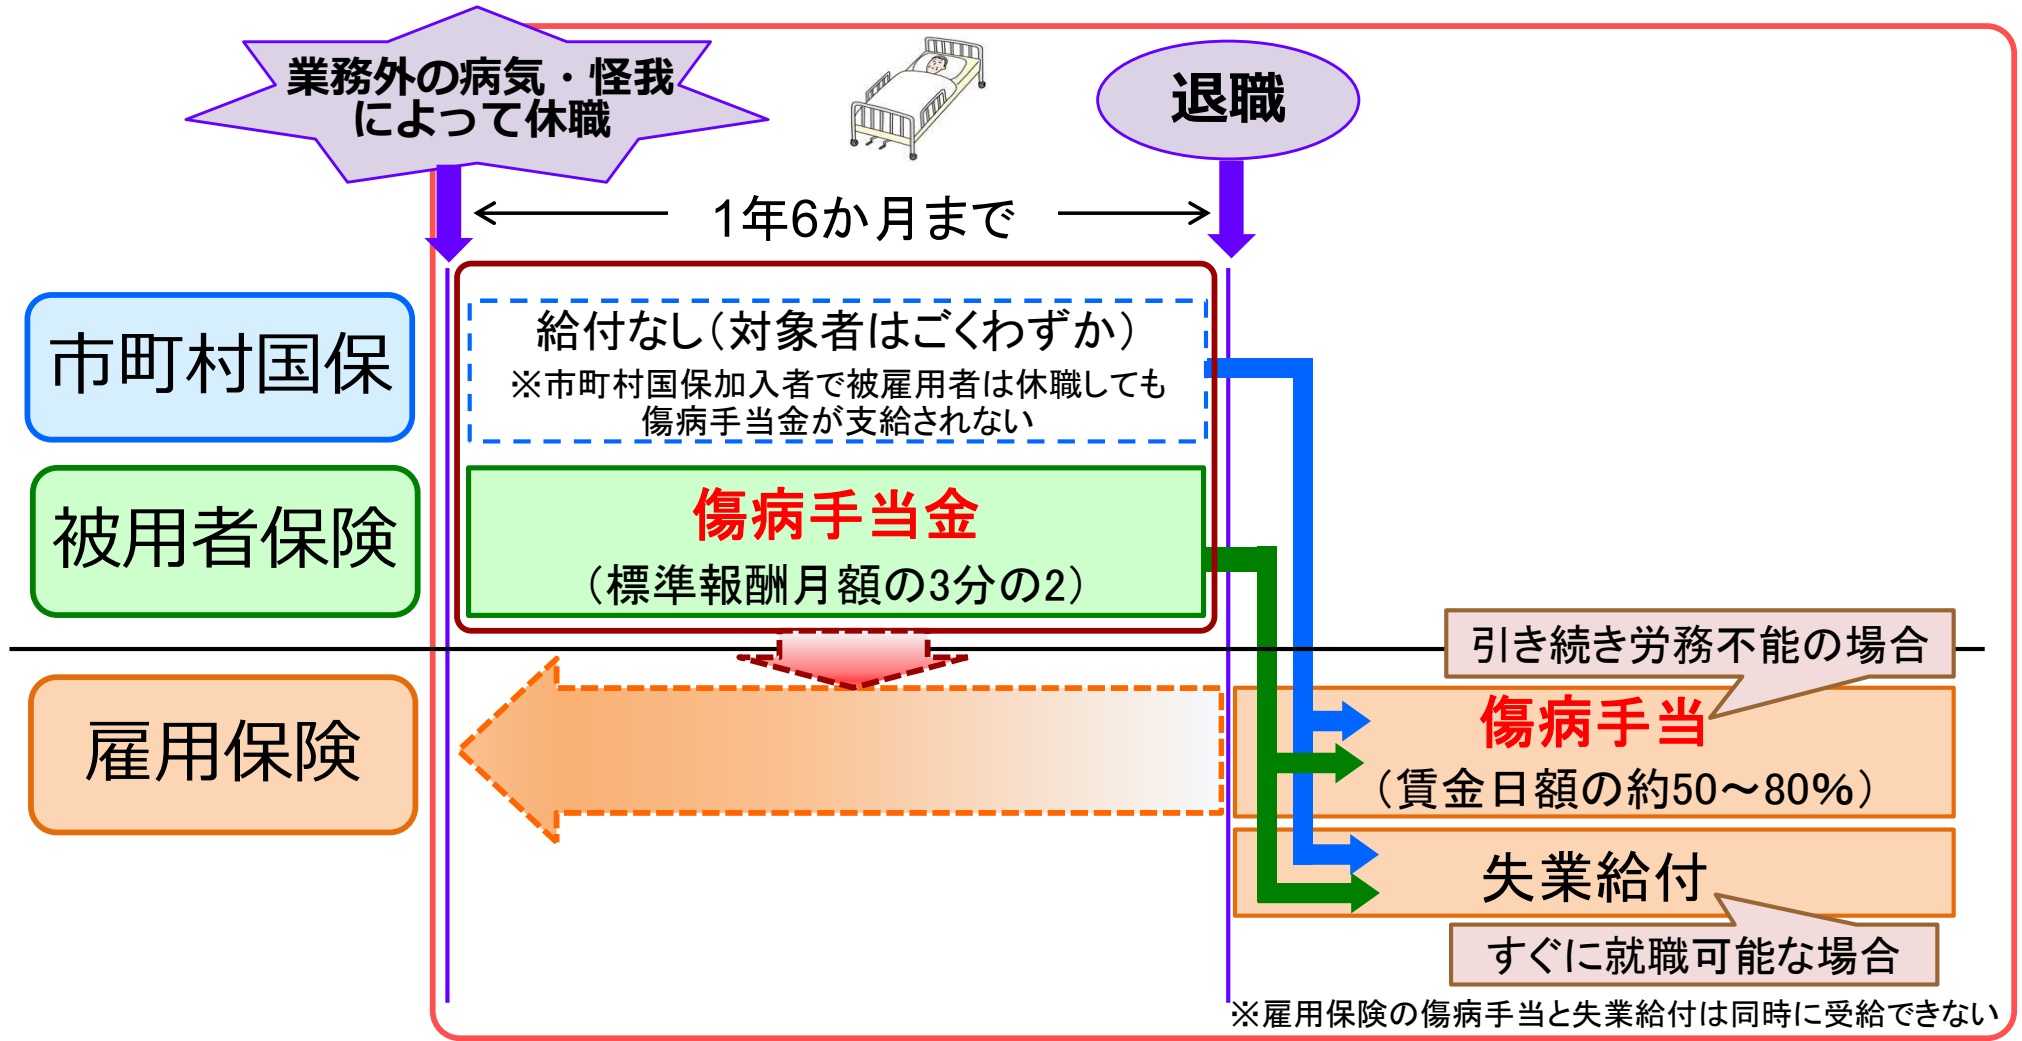 業務外の病気・怪我
によって休職
退職
1年6か月まで
市町村国保
給付なし（対象者はごくわずか）
※市町村国保加入者で被雇用者は休職しても
傷病手当金が支給されない
被用者保険
傷病手当金
（標準報酬月額の3分の2）
引き続き労務不能の場合
雇用保険
傷病手当
（賃金日額の約50～80%）
失業給付
すぐに就職可能な場合
※雇用保険の傷病手当と失業給付は同時に受給できない